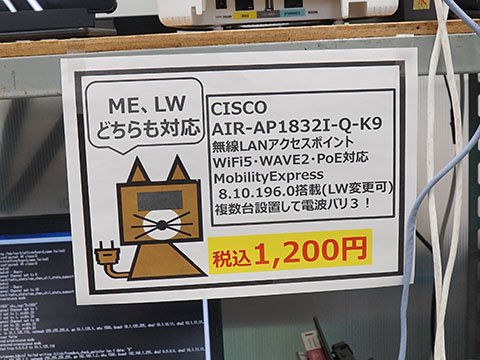 ME、LW
どちらも対応
CISCO
AIR-AP1832I-Q-K9
無線LANアクセスポイント
WiFi5・WAVE2・PoE対応
MobilityExpress
8.10.196.0搭載(LW変更可)
複数台設置して電波バリ3!
税込1,200円